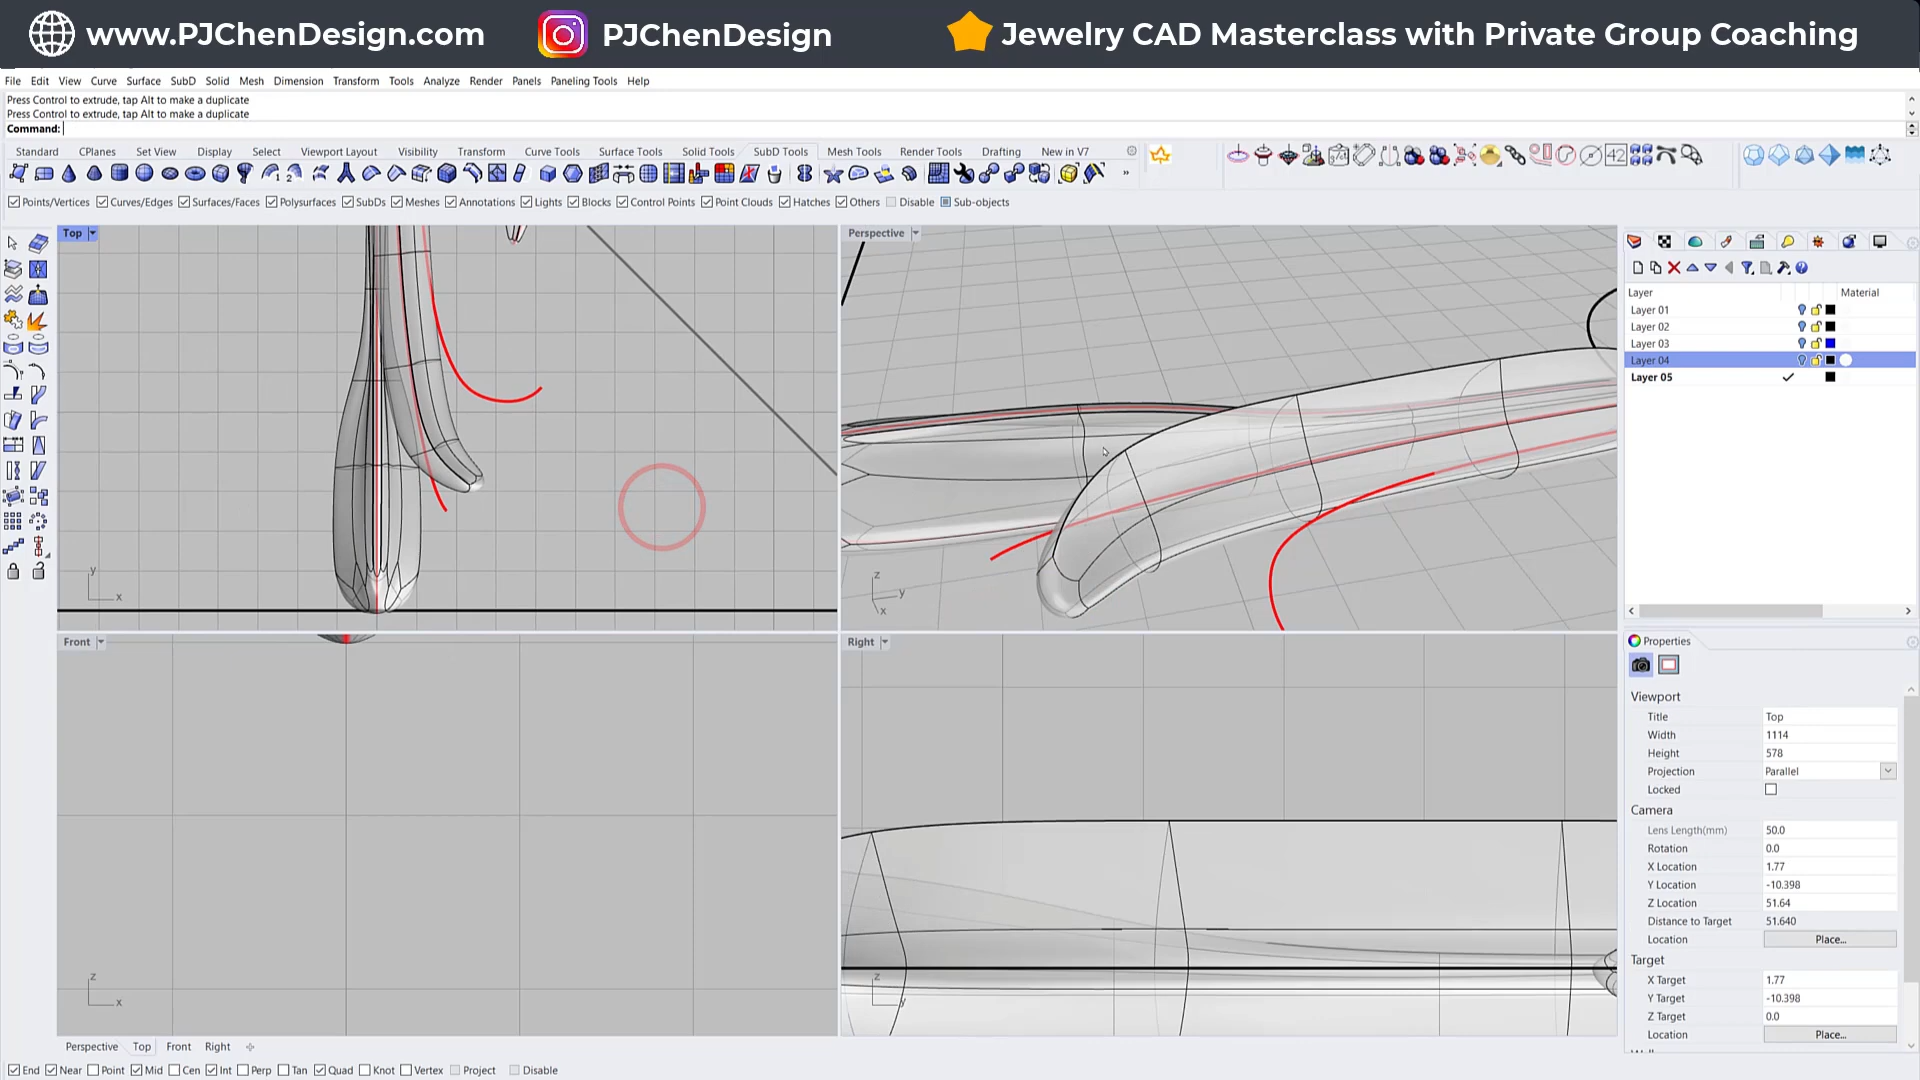 www.PJChenDesign.com PJChenDesign Jewelry CAD Masterclass with Private Group Coaching
File Edit View Curve Surface SubD Solid Mesh Dimension Transform Tools Analyze Render Panels Paneling Tools Help
Press Control to extrude, tap Alt to make a duplicate
Press Control to extrude, tap Alt to make a duplicate
Command:
Standard CPlanes Set View Display Select Viewport Layout Visibility Transform Curve Tools Surface Tools Solid Tools SubD Tools Mesh Tools Render Tools Drafting New in V7
42
Points/Vertices Curves/Edges Surfaces/Faces Polysurfaces SubDs Meshes Annotations Lights Blocks Control Points Point Clouds Hatches Others Disable Sub-objects
Top
y
x
Perspective
z
y
x
Front
z
x
Right
z
y
Layer Material
Layer 01
Layer 02
Layer 03
Layer 04
Layer 05
Properties
Viewport
Title Top
Width 1114
Height 578
Projection Parallel
Locked
Camera
Lens Length(mm) 50.0
Rotation 0.0
X Location 1.77
Y Location -10.398
Z Location 51.64
Distance to Target 51.640
Location Place...
Target
X Target 1.77
Y Target -10.398
Z Target 0.0
Location Place...
Perspective Top Front Right
End Near Point Mid Cen Int Perp Tan Quad Knot Vertex Project Disable